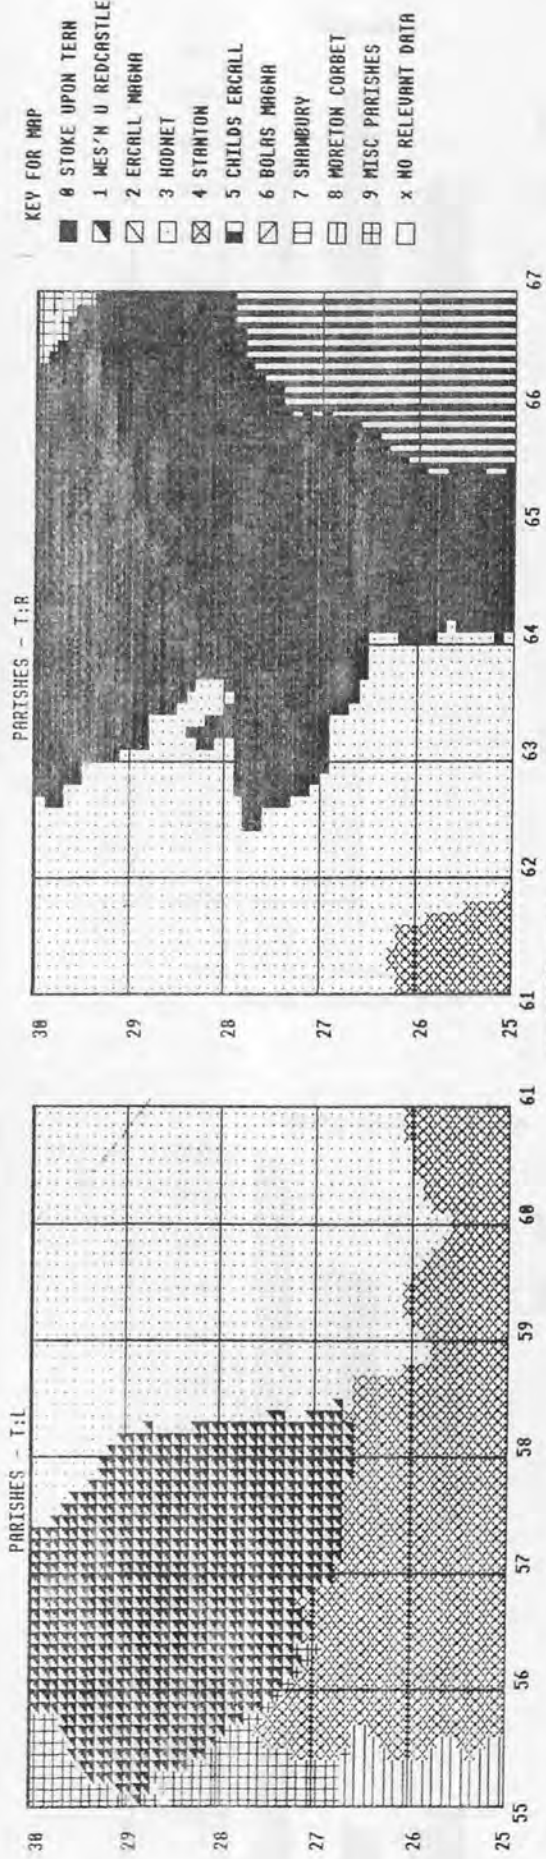 PARISHES - T:L
30
29
28
27
26
25
55 56 57 58 59 60 61
PARISHES - T:R
30
29
28
27
26
25
61 62 63 64 65 66 67
KEY FOR MAP
0 STOKE UPON TERN
1 WES'N U REDCASTLE
2 ERCALL MAGNA
3 HODNET
4 STANTON
5 CHILDS ERCALL
6 BOLAS MAGNA
7 SHAWBURY
8 MORETON CORBET
9 MISC PARISHES
x NO RELEVANT DATA